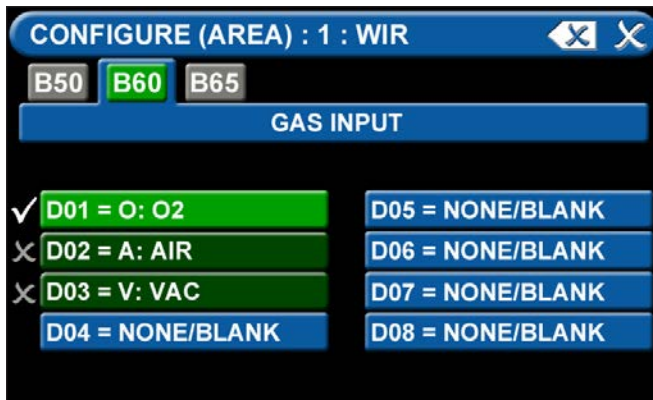 CONFIGURE (AREA) : 1 : WIR
B50 B60 B65
GAS INPUT
D01 = O: O2
D02 = A: AIR
D03 = V: VAC
D04 = NONE/BLANK
D05 = NONE/BLANK
D06 = NONE/BLANK
D07 = NONE/BLANK
D08 = NONE/BLANK